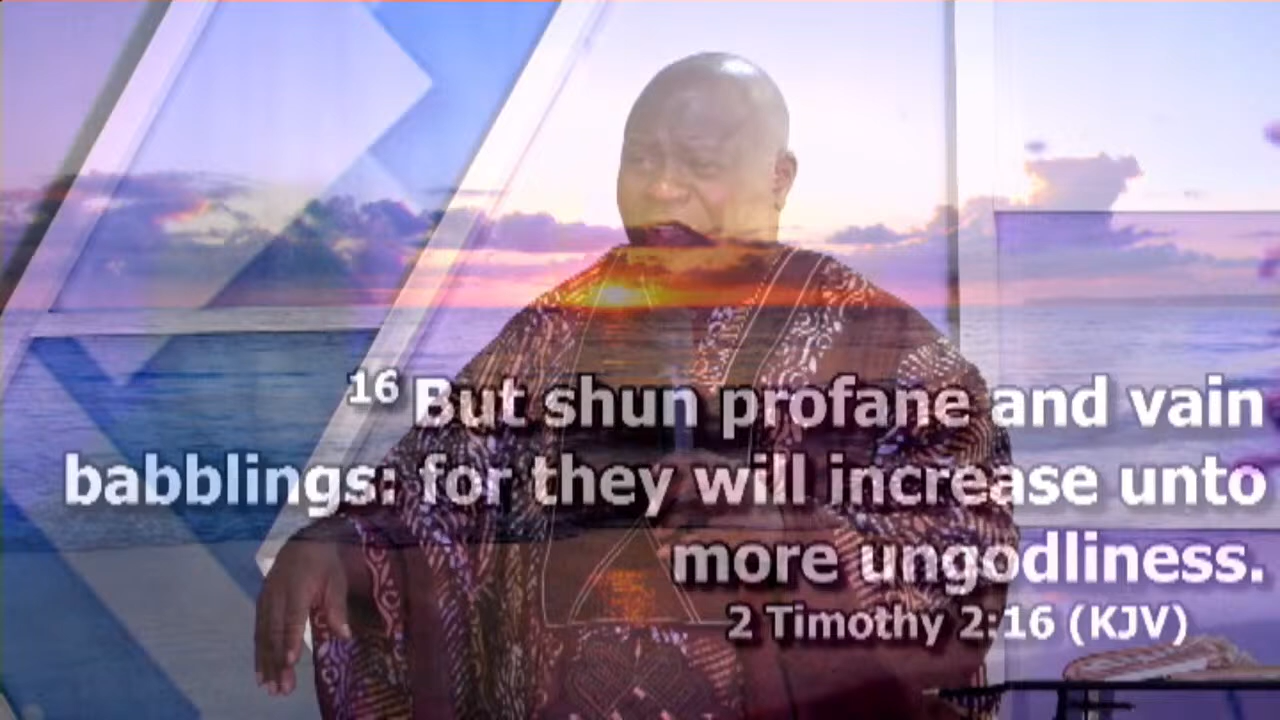 16 But shun profane and vain
babblings: for they will increase unto
more ungodliness.
2 Timothy 2:16 (KJV)